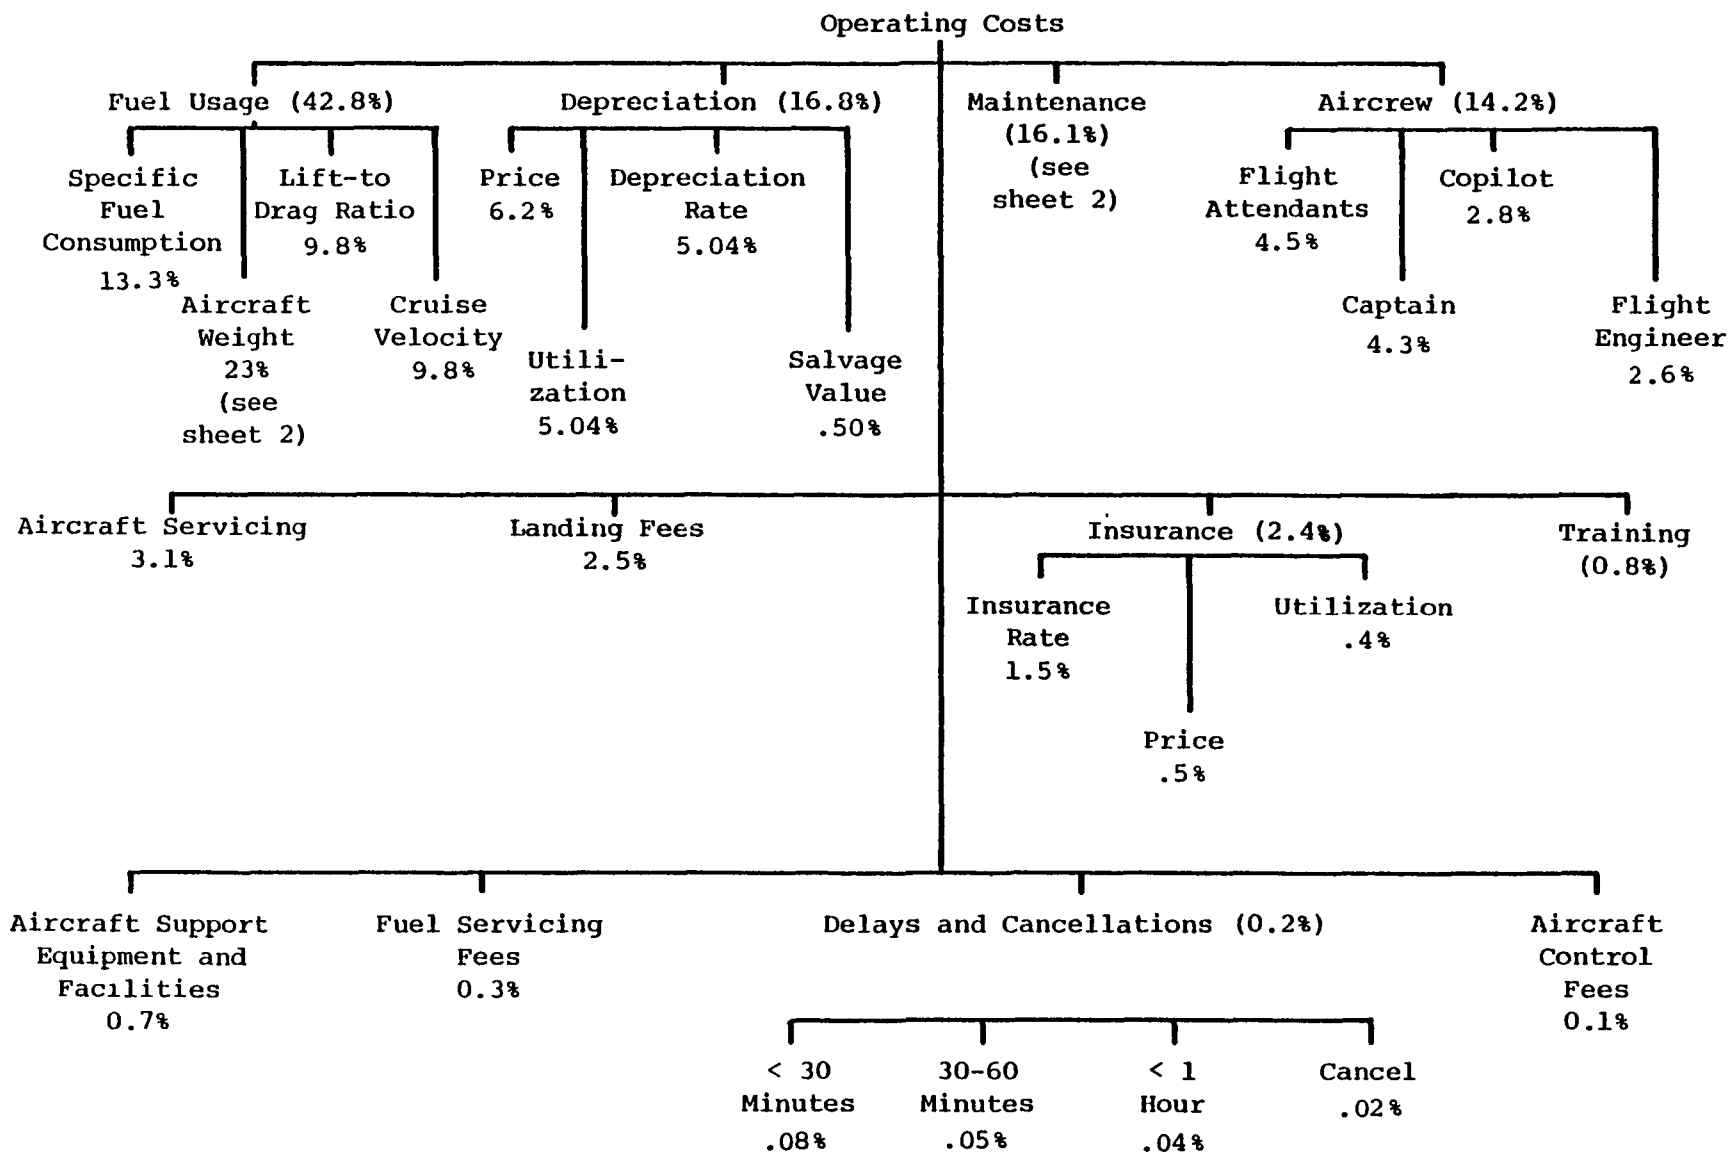 Operating Costs
Fuel Usage (42.8%)
Specific
Fuel
Consumption
13.3%
Aircraft
Weight
23%
(see
sheet 2)
Lift-to
Drag Ratio
9.8%
Cruise
Velocity
9.8%
Depreciation (16.8%)
Price
6.2%
Utili-
zation
5.04%
Depreciation
Rate
5.04%
Salvage
Value
.50%
Maintenance
(16.1%)
(see
sheet 2)
Aircrew (14.2%)
Flight
Attendants
4.5%
Captain
4.3%
Copilot
2.8%
Flight
Engineer
2.6%
Aircraft Servicing
3.1%
Landing Fees
2.5%
Insurance (2.4%)
Insurance
Rate
1.5%
Price
.5%
Utilization
.4%
Training
(0.8%)
Aircraft Support
Equipment and
Facilities
0.7%
Fuel Servicing
Fees
0.3%
Delays and Cancellations (0.2%)
< 30
Minutes
.08%
30-60
Minutes
.05%
< 1
Hour
.04%
Cancel
.02%
Aircraft
Control
Fees
0.1%